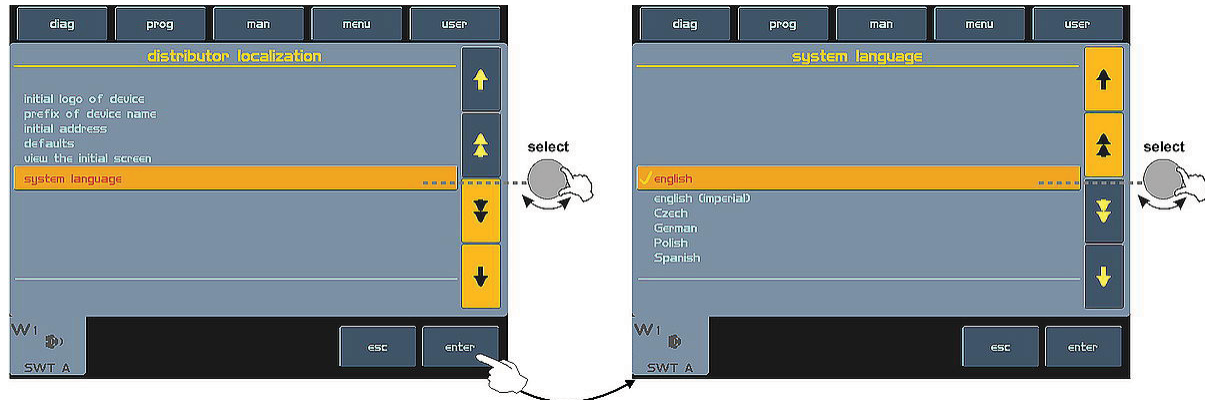 diag prog man menu user
distributor localization
initial logo of device
prefix of device name
initial address
defaults
view the initial screen
system language
select
W1
SWT A
esc enter
diag prog man menu user
system language
english
english (imperial)
Czech
German
Polish
Spanish
select
W1
SWT A
esc enter